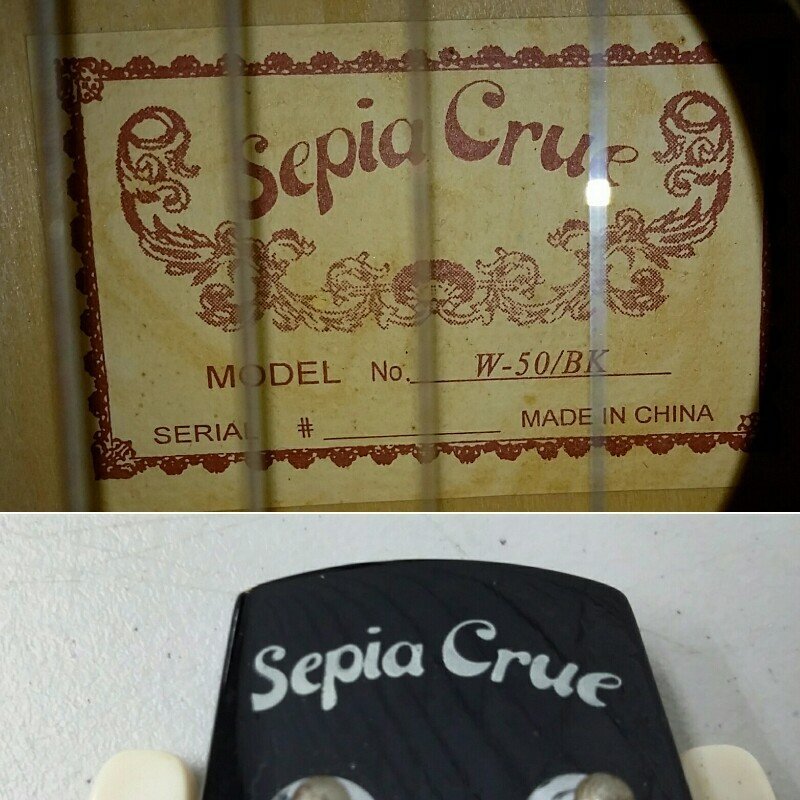 Sepia Crue
MODEL No. W-50/BK
SERIAL # MADE IN CHINA
Sepia Crue